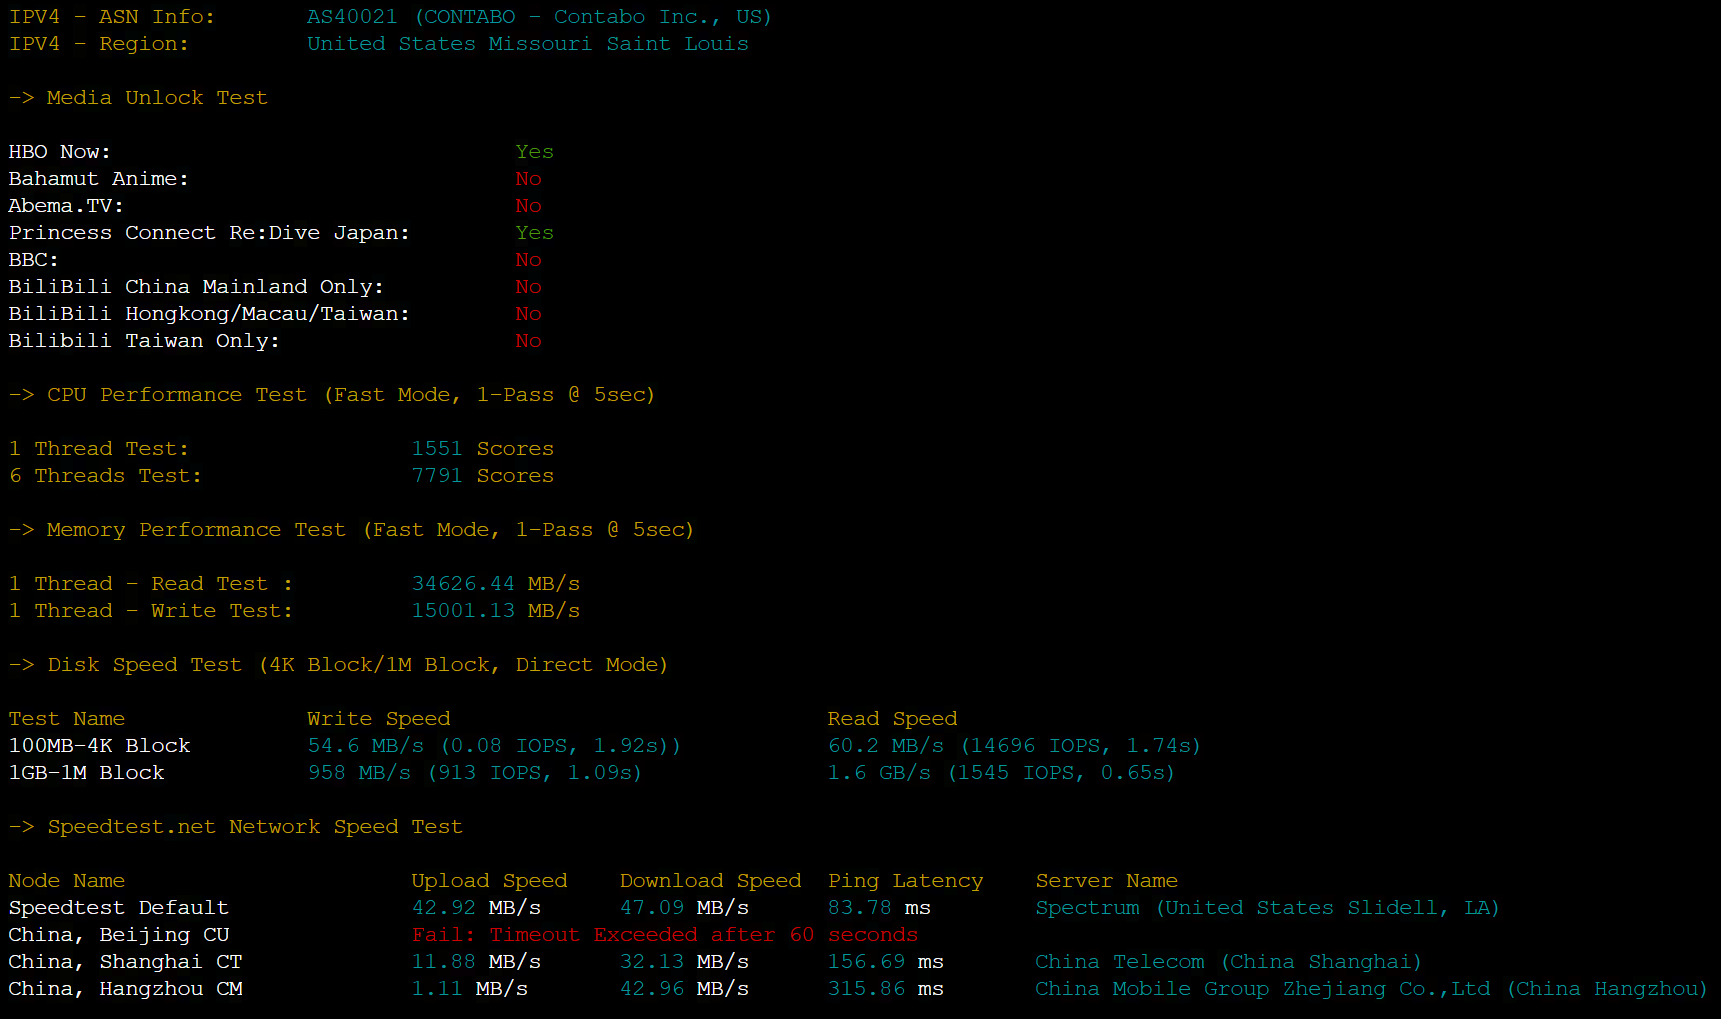 IPV4 - ASN Info: AS40021 (CONTABO - Contabo Inc., US)
IPV4 - Region: United States Missouri Saint Louis
-> Media Unlock Test
HBO Now: Yes
Bahamut Anime: No
Abema.TV: No
Princess Connect Re:Dive Japan: Yes
BBC: No
BiliBili China Mainland Only: No
BiliBili Hongkong/Macau/Taiwan: No
Bilibili Taiwan Only: No
-> CPU Performance Test (Fast Mode, 1-Pass @ 5sec)
1 Thread Test: 1551 Scores
6 Threads Test: 7791 Scores
-> Memory Performance Test (Fast Mode, 1-Pass @ 5sec)
1 Thread - Read Test : 34626.44 MB/s
1 Thread - Write Test: 15001.13 MB/s
-> Disk Speed Test (4K Block/1M Block, Direct Mode)
Test Name Write Speed Read Speed
100MB-4K Block 54.6 MB/s (0.08 IOPS, 1.92s)) 60.2 MB/s (14696 IOPS, 1.74s)
1GB-1M Block 958 MB/s (913 IOPS, 1.09s) 1.6 GB/s (1545 IOPS, 0.65s)
-> Speedtest.net Network Speed Test
Node Name Upload Speed Download Speed Ping Latency Server Name
Speedtest Default 42.92 MB/s 47.09 MB/s 83.78 ms Spectrum (United States Slidell, LA)
China, Beijing CU Fail: Timeout Exceeded after 60 seconds
China, Shanghai CT 11.88 MB/s 32.13 MB/s 156.69 ms China Telecom (China Shanghai)
China, Hangzhou CM 1.11 MB/s 42.96 MB/s 315.86 ms China Mobile Group Zhejiang Co.,Ltd (China Hangzhou)